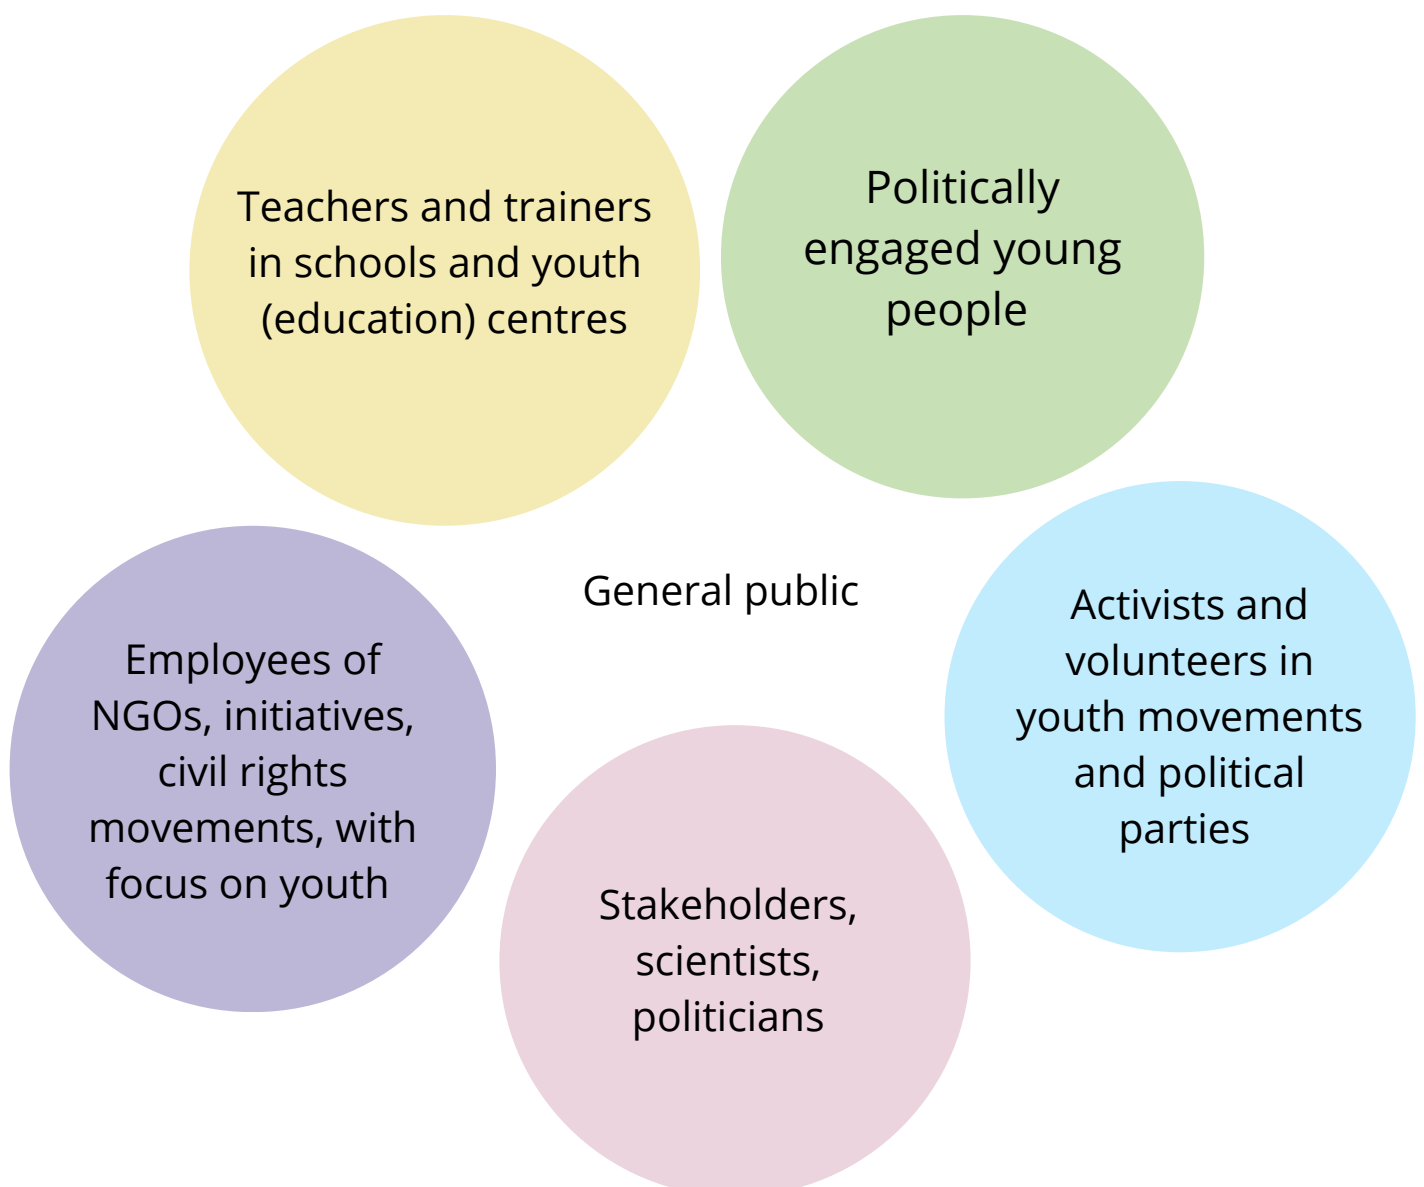 Teachers and trainers
in schools and youth
(education) centres
Politically
engaged young
people
General public
Employees of
NGOs, initiatives,
civil rights
movements, with
focus on youth
Activists and
volunteers in
youth movements
and political
parties
Stakeholders,
scientists,
politicians